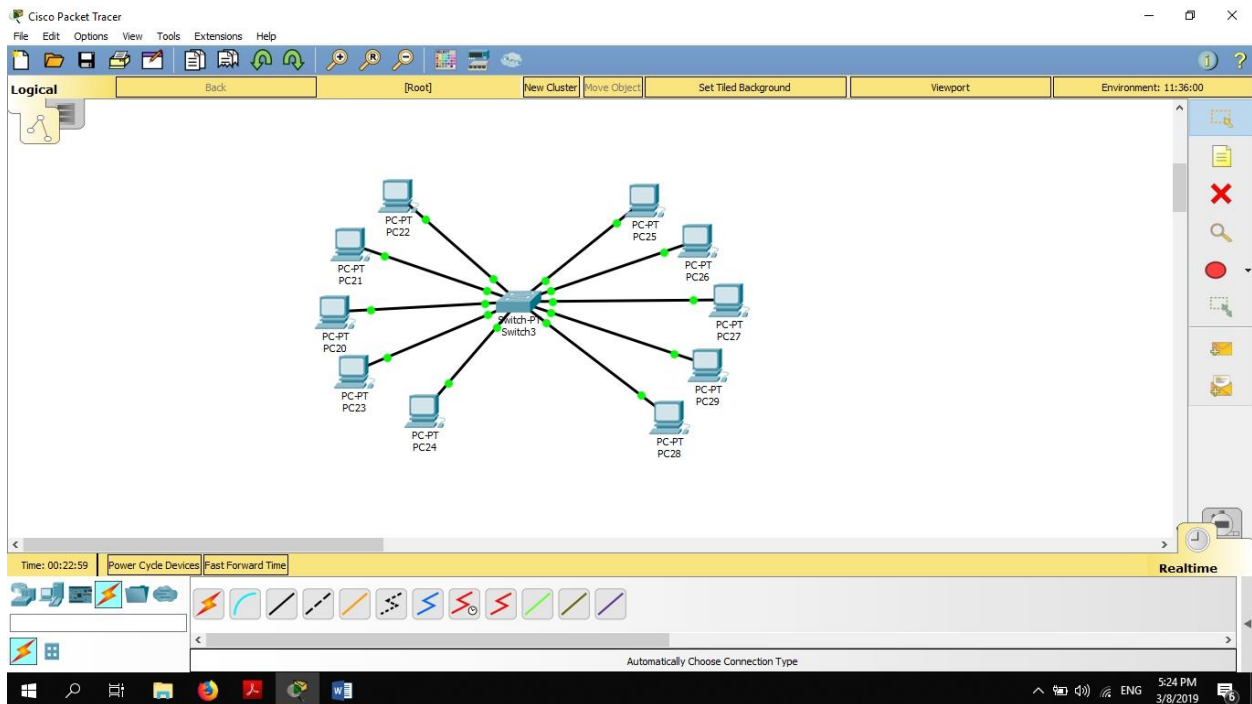 Cisco Packet Tracer
File Edit Options View Tools Extensions Help
Logical Back [Root] New Cluster Move Object Set Tiled Background Viewport Environment: 11:36:00
PC-PT
PC22
PC-PT
PC25
PC-PT
PC21
PC-PT
PC26
PC-PT
PC20
Switch-PT
Switch3
PC-PT
PC27
PC-PT
PC23
PC-PT
PC29
PC-PT
PC24
PC-PT
PC28
Time: 00:22:59 Power Cycle Devices Fast Forward Time Realtime
Automatically Choose Connection Type
ENG 5:24 PM
3/8/2019 6